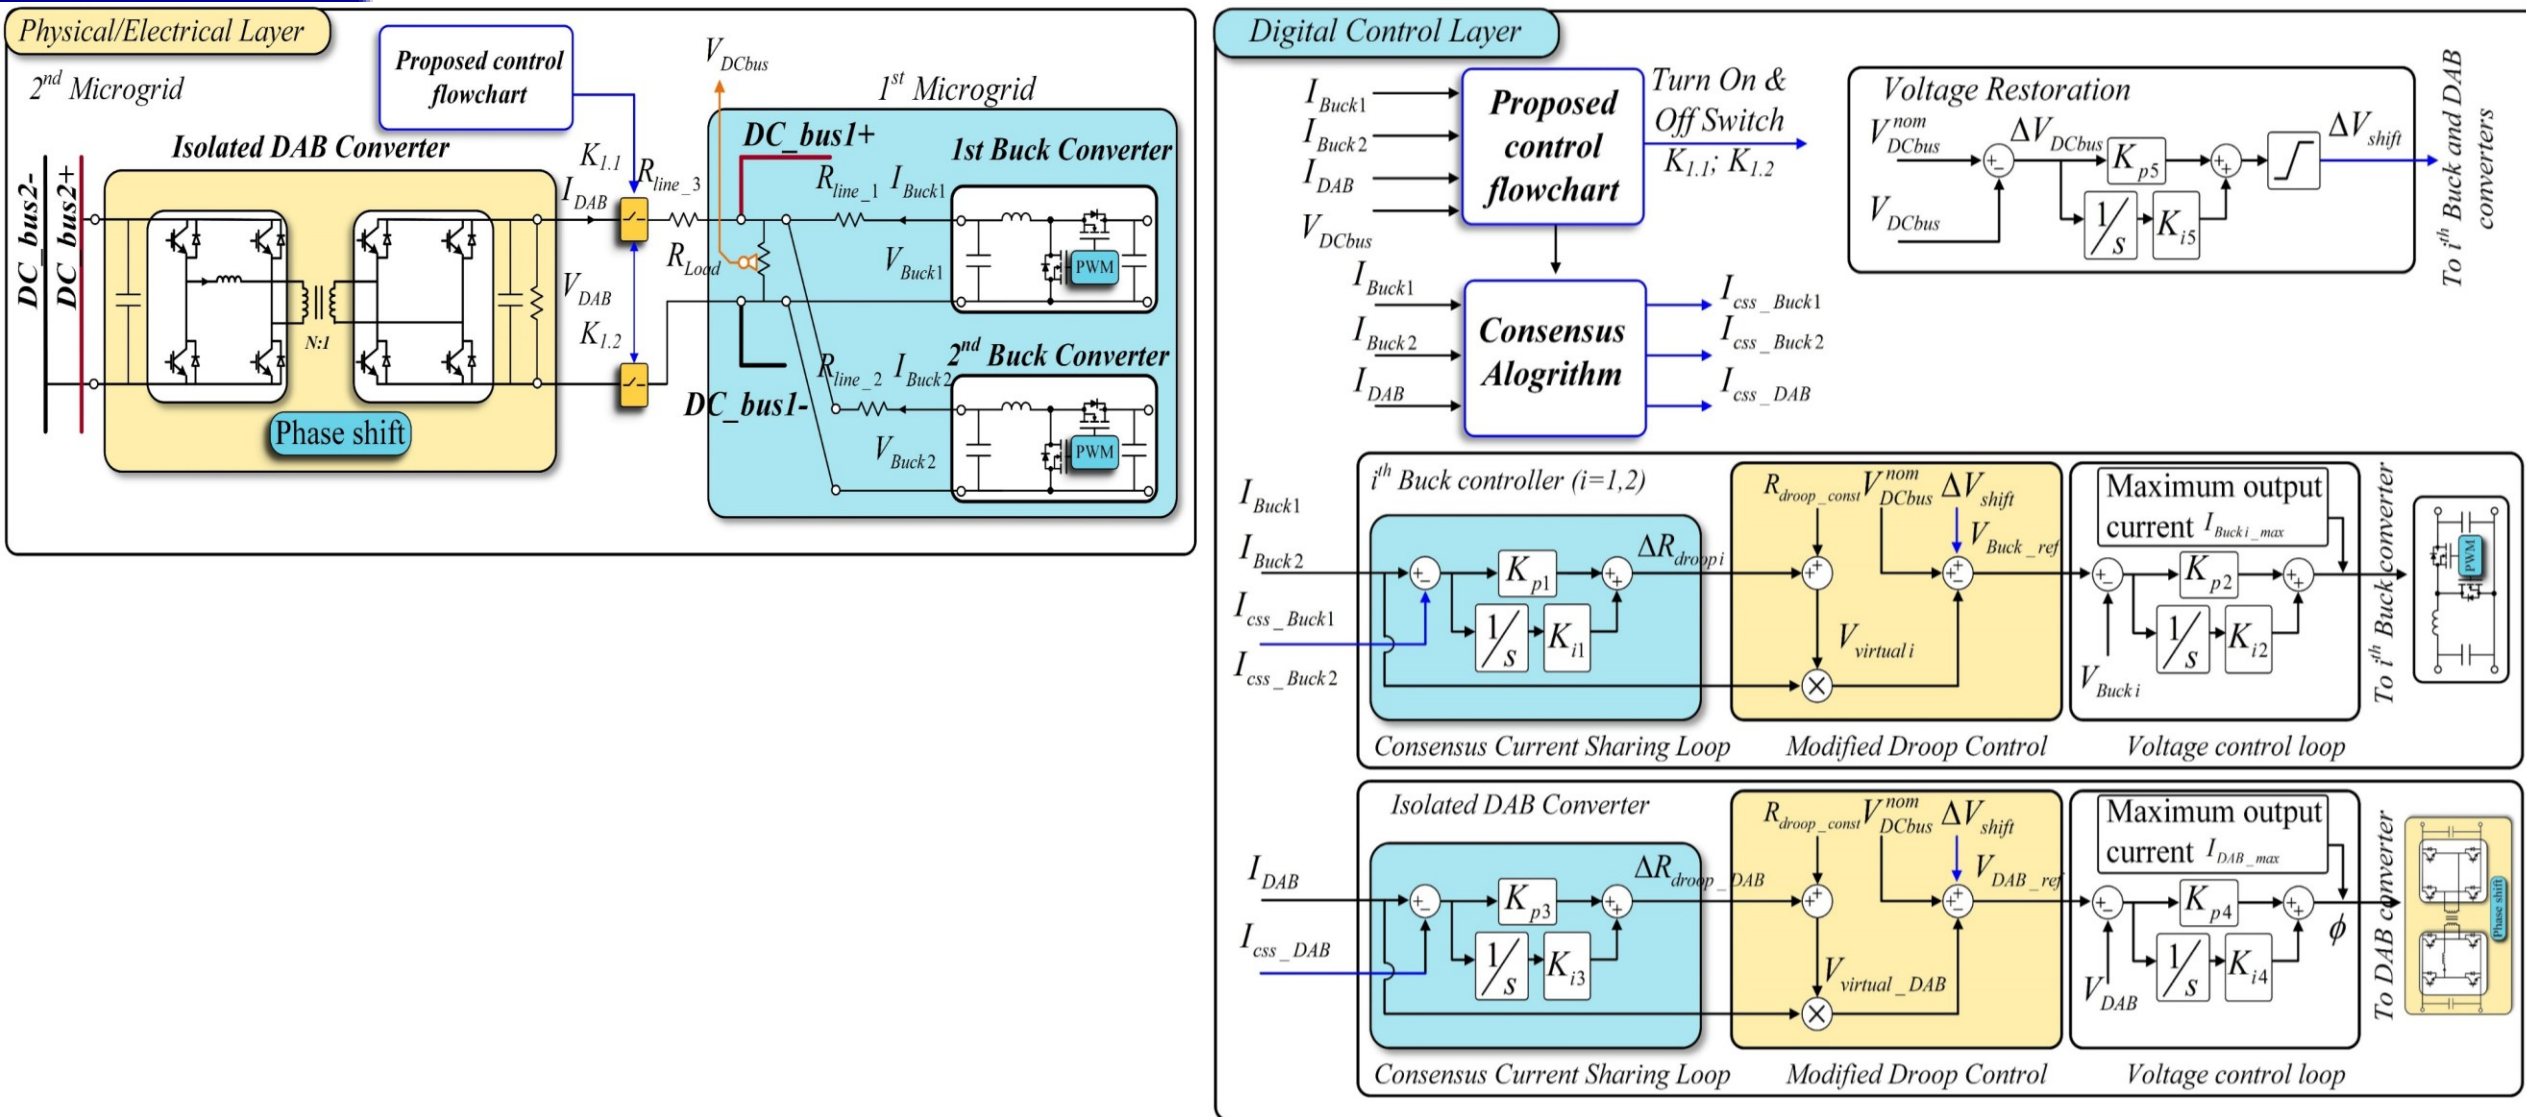 Physical/Electrical Layer
2nd Microgrid
Proposed control
flowchart
V_DCbus
1st Microgrid
Isolated DAB Converter
DC_bus2-
DC_bus2+
N:1
Phase shift
K_1.1
I_DAB
R_line_3
V_DAB
K_1.2
DC_bus1+
R_Load
DC_bus1-
1st Buck Converter
R_line_1
I_Buck1
V_Buck1
PWM
2nd Buck Converter
R_line_2
I_Buck2
V_Buck2
PWM
Digital Control Layer
I_Buck1
I_Buck2
I_DAB
V_DCbus
Proposed
control
flowchart
Turn On &
Off Switch
K_1.1; K_1.2
I_Buck1
I_Buck2
I_DAB
Consensus
Alogrithm
I_css_Buck1
I_css_Buck2
I_css_DAB
Voltage Restoration
V_DCbus^nom
V_DCbus
+-
ΔV_DCbus
K_p5
1/s
K_i5
++
ΔV_shift
To ith Buck and DAB
converters
ith Buck controller (i=1,2)
I_Buck1
I_Buck2
I_css_Buck1
I_css_Buck2
+-
K_p1
1/s
K_i1
++
ΔR_droopi
Consensus Current Sharing Loop
R_droop_const
V_DCbus^nom
ΔV_shift
V_Buck_ref
++
+±
V_virtuali
×
Modified Droop Control
Maximum output
current I_Bucki_max
+-
K_p2
1/s
K_i2
++
V_Bucki
Voltage control loop
To ith Buck converter
PWM
Isolated DAB Converter
I_DAB
I_css_DAB
+-
K_p3
1/s
K_i3
++
ΔR_droop_DAB
Consensus Current Sharing Loop
R_droop_const
V_DCbus^nom
ΔV_shift
V_DAB_ref
++
+±
V_virtual_DAB
×
Modified Droop Control
Maximum output
current I_DAB_max
+-
K_p4
1/s
K_i4
++
ϕ
V_DAB
Voltage control loop
To DAB converter
Phase shift